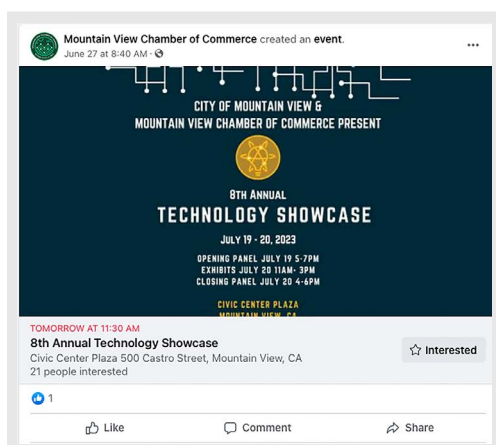 Mountain View Chamber of Commerce created an event.
June 27 at 8:40 AM ·
CITY OF MOUNTAIN VIEW &
MOUNTAIN VIEW CHAMBER OF COMMERCE PRESENT
8TH ANNUAL
TECHNOLOGY SHOWCASE
JULY 19 - 20, 2023
OPENING PANEL JULY 19 5-7PM
EXHIBITS JULY 20 11AM- 3PM
CLOSING PANEL JULY 20 4-6PM
CIVIC CENTER PLAZA
MOUNTAIN VIEW, CA
TOMORROW AT 11:30 AM
8th Annual Technology Showcase
Civic Center Plaza 500 Castro Street, Mountain View, CA
21 people interested
Interested
1
Like Comment Share